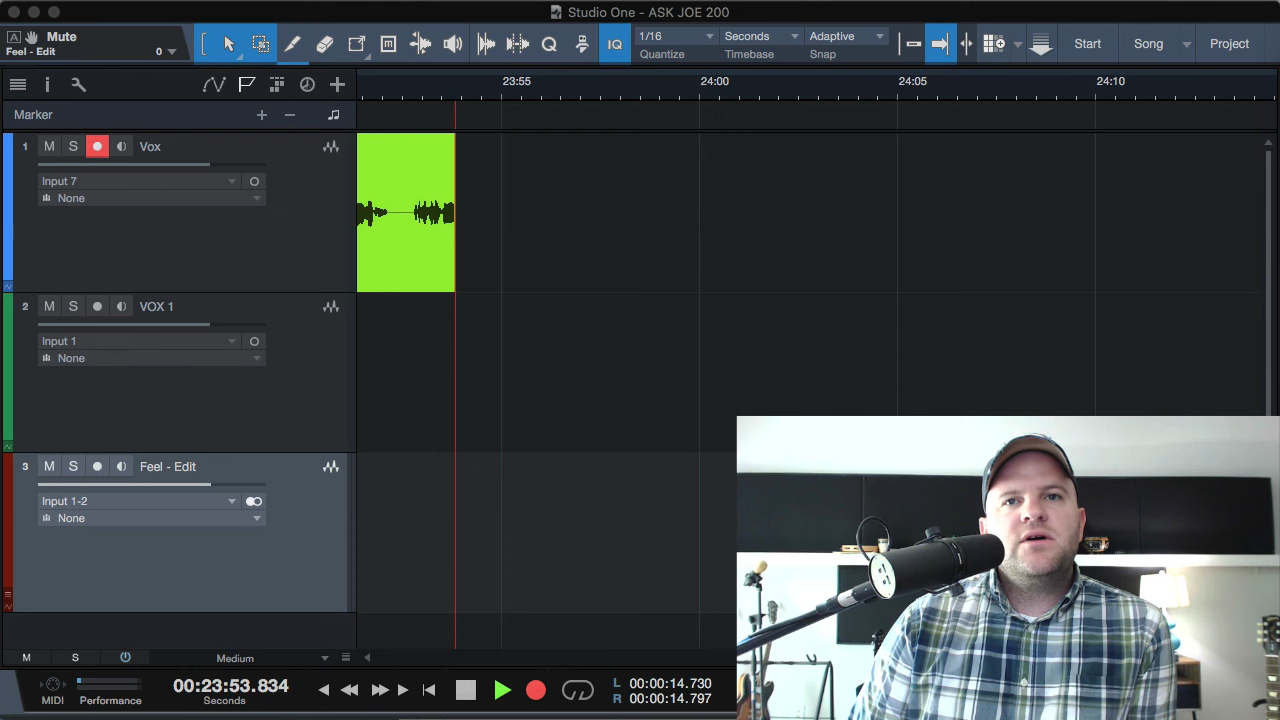 Studio One - ASK JOE 200
A Mute
Feel - Edit 0
IQ
1/16 Seconds Adaptive
Quantize Timebase Snap
Start Song Project
23:55 24:00 24:05 24:10
Marker
1 M S Vox
Input 7
None
2 M S VOX 1
Input 1
None
3 M S Feel - Edit
Input 1-2
None
M S Medium
MIDI Performance
00:23:53.834
Seconds
L 00:00:14.730
R 00:00:14.797